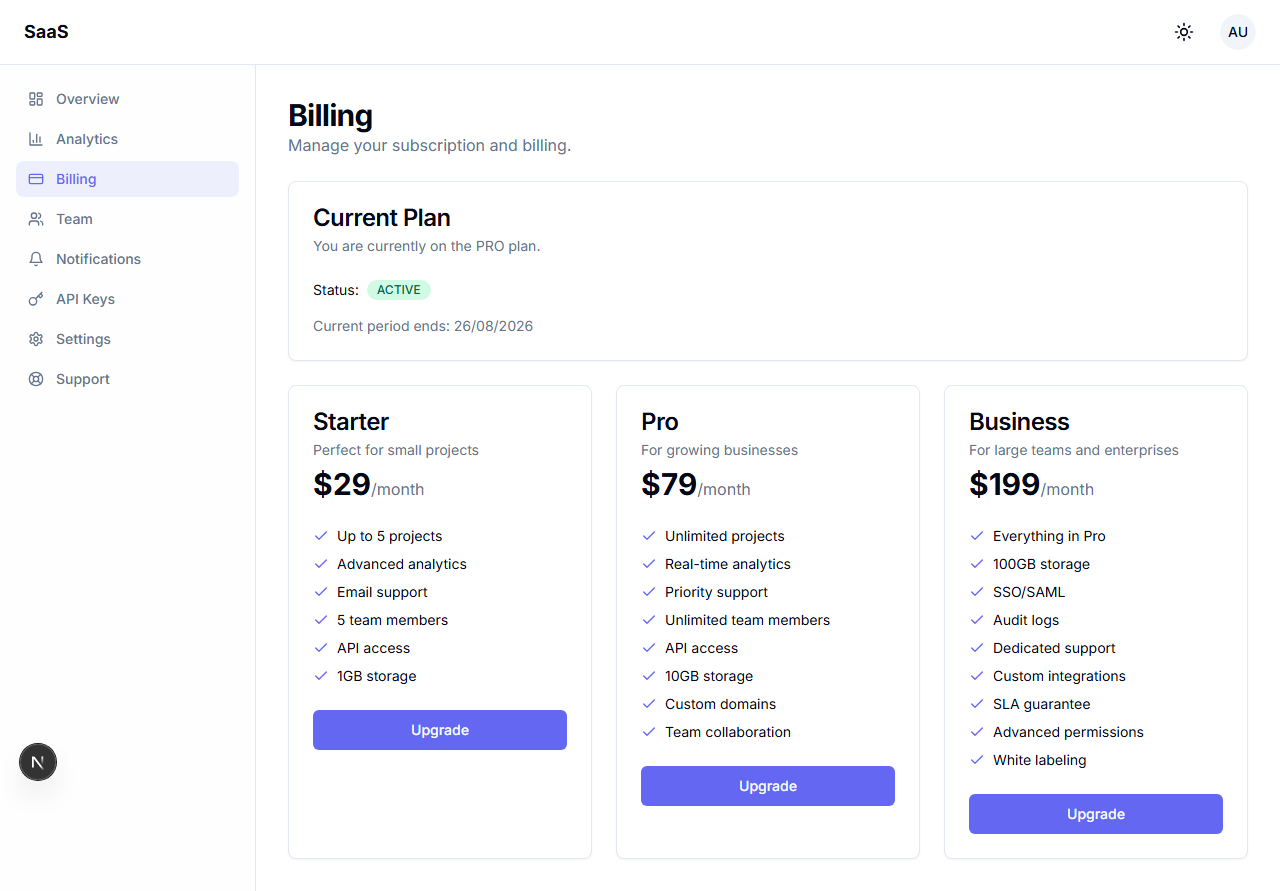 SaaS
AU
Overview
Analytics
Billing
Team
Notifications
API Keys
Settings
Support
N
Billing
Manage your subscription and billing.
Current Plan
You are currently on the PRO plan.
Status: ACTIVE
Current period ends: 26/08/2026
Starter
Perfect for small projects
$29/month
Up to 5 projects
Advanced analytics
Email support
5 team members
API access
1GB storage
Upgrade
Pro
For growing businesses
$79/month
Unlimited projects
Real-time analytics
Priority support
Unlimited team members
API access
10GB storage
Custom domains
Team collaboration
Upgrade
Business
For large teams and enterprises
$199/month
Everything in Pro
100GB storage
SSO/SAML
Audit logs
Dedicated support
Custom integrations
SLA guarantee
Advanced permissions
White labeling
Upgrade